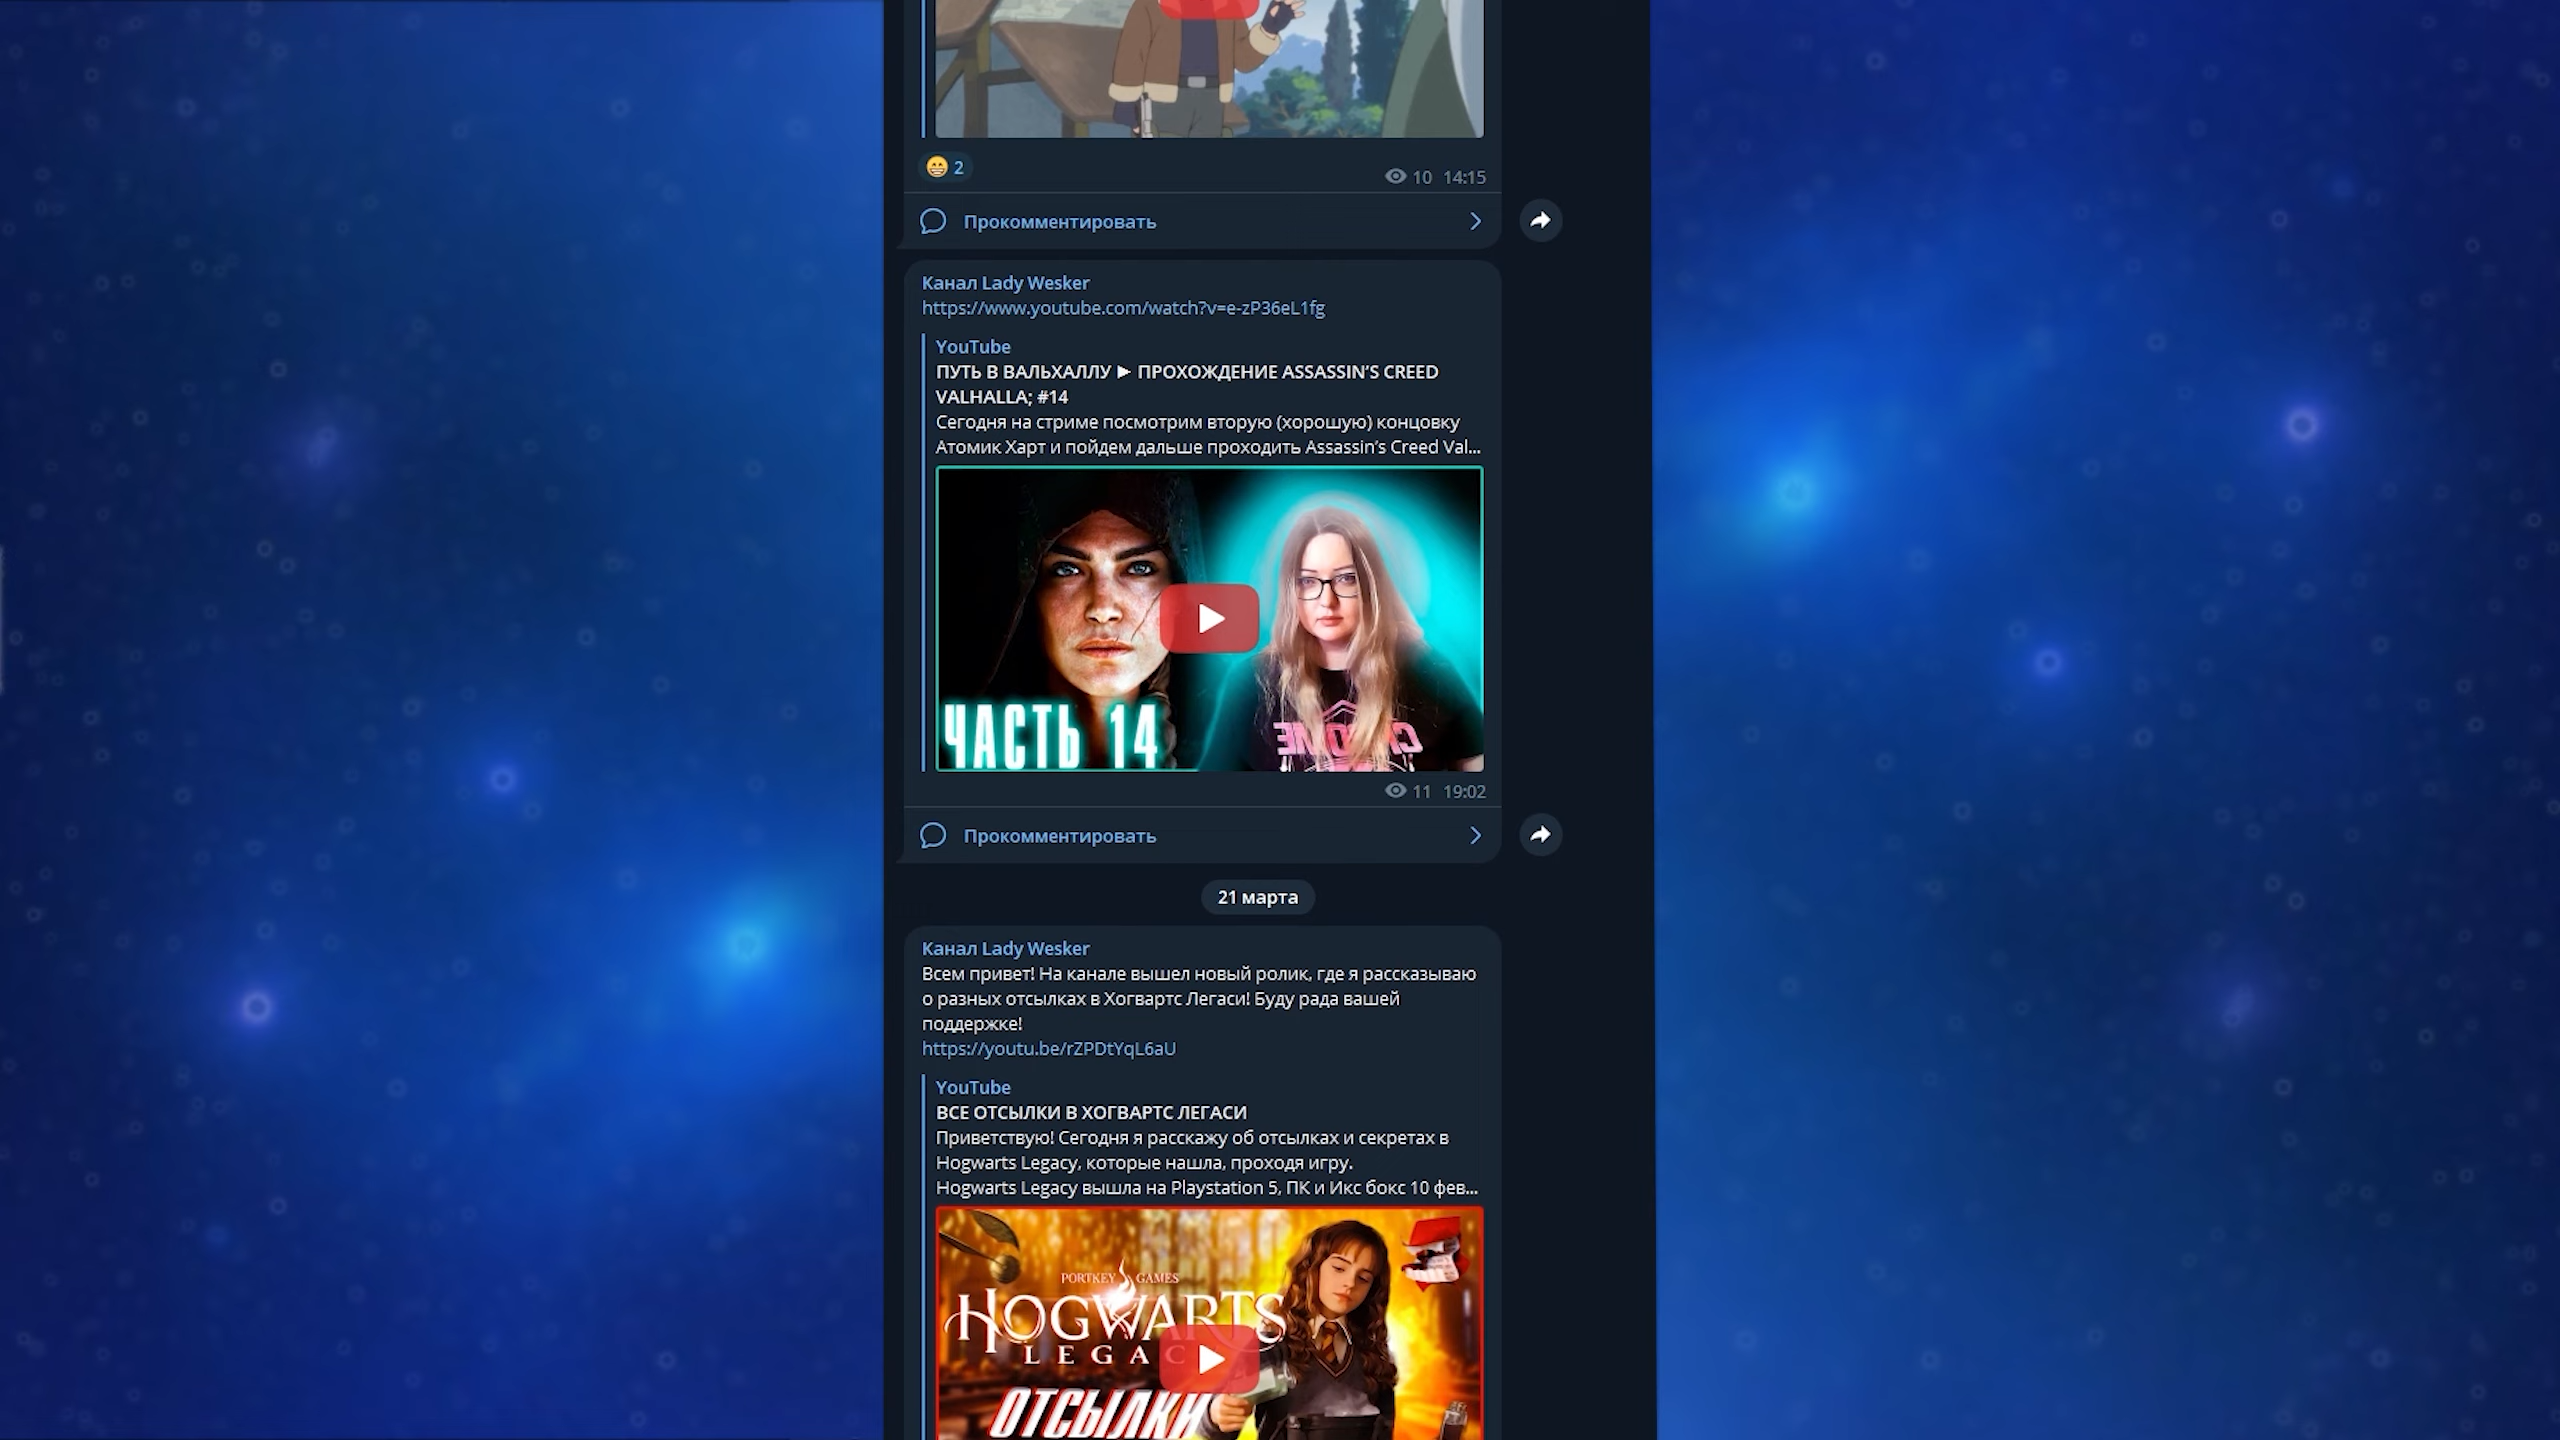 2
10 14:15
Прокомментировать
Канал Lady Wesker
https://www.youtube.com/watch?v=e-zP36eL1fg
YouTube
ПУТЬ В ВАЛЬХАЛЛУ ► ПРОХОЖДЕНИЕ ASSASSIN’S CREED
VALHALLA; #14
Сегодня на стриме посмотрим вторую (хорошую) концовку
Атомик Харт и пойдем дальше проходить Assassin’s Creed Val...
ЧАСТЬ 14
11 19:02
Прокомментировать
21 марта
Канал Lady Wesker
Всем привет! На канале вышел новый ролик, где я рассказываю
о разных отсылках в Хогвартс Легаси! Буду рада вашей
поддержке!
https://youtu.be/rZPDtYqL6aU
YouTube
ВСЕ ОТСЫЛКИ В ХОГВАРТС ЛЕГАСИ
Приветствую! Сегодня я расскажу об отсылках и секретах в
Hogwarts Legacy, которые нашла, проходя игру.
Hogwarts Legacy вышла на Playstation 5, ПК и Икс бокс 10 фев...
PORTKEY GAMES
HOGWARTS
LEGAC
ОТСЫЛКИ